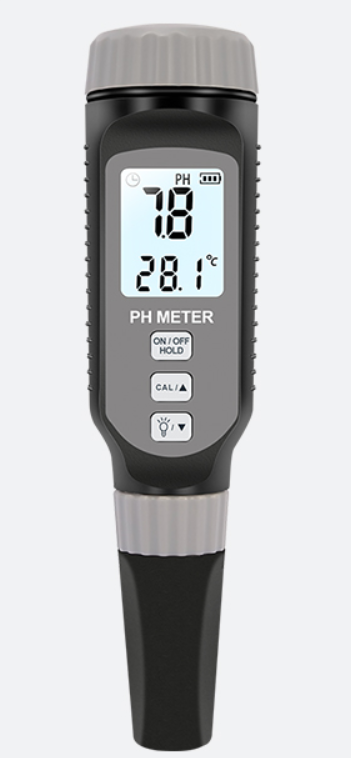 PH
7.8
28.1°C
PH METER
ON / OFF
HOLD
CAL / ▲
/ ▼